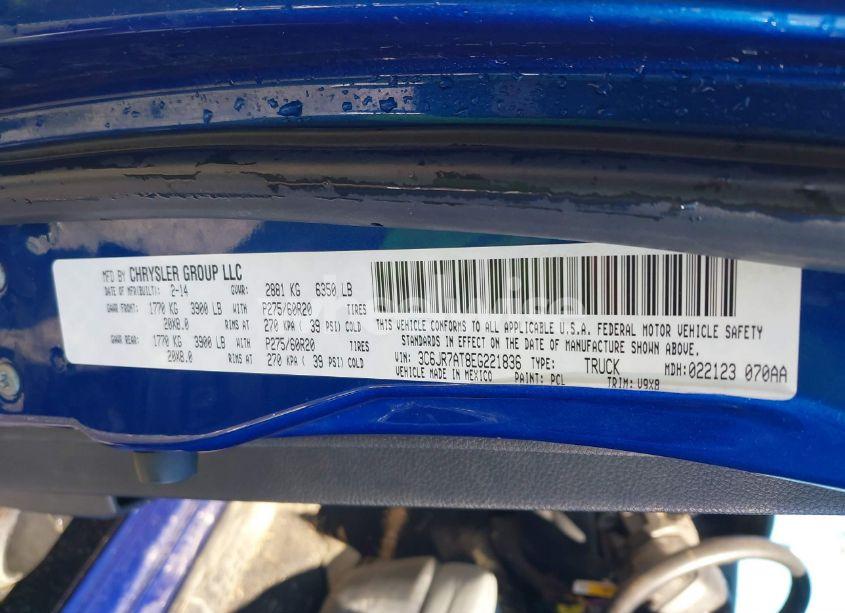 MFD BY CHRYSLER GROUP LLC
DATE OF MFR(BUILT): 2-14 GVWR: 2881 KG 6350 LB
GAWR FRONT: 1770 KG 3900 LB WITH P275/60R20 TIRES
20X8.0 RIMS AT 270 KPA ( 39 PSI) COLD
GAWR REAR: 1770 KG 3900 LB WITH P275/60R20 TIRES
20X8.0 RIMS AT 270 KPA ( 39 PSI) COLD
THIS VEHICLE CONFORMS TO ALL APPLICABLE U.S.A. FEDERAL MOTOR VEHICLE SAFETY
STANDARDS IN EFFECT ON THE DATE OF MANUFACTURE SHOWN ABOVE.
VIN: 3C6JR7AT8EG221836 TYPE: TRUCK MDH: 022123 070AA
VEHICLE MADE IN MEXICO PAINT: PCL TRIM: V9X8